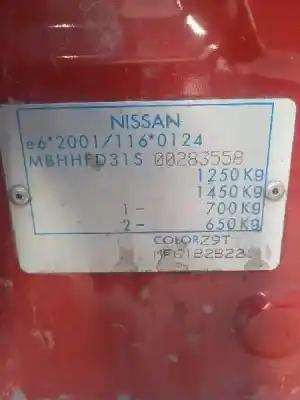 NISSAN
e6*2001/116*0124
MBHHFD31S 00283558
1250Kg
1450Kg
1- 700Kg
2- 650Kg
COLOR Z9T